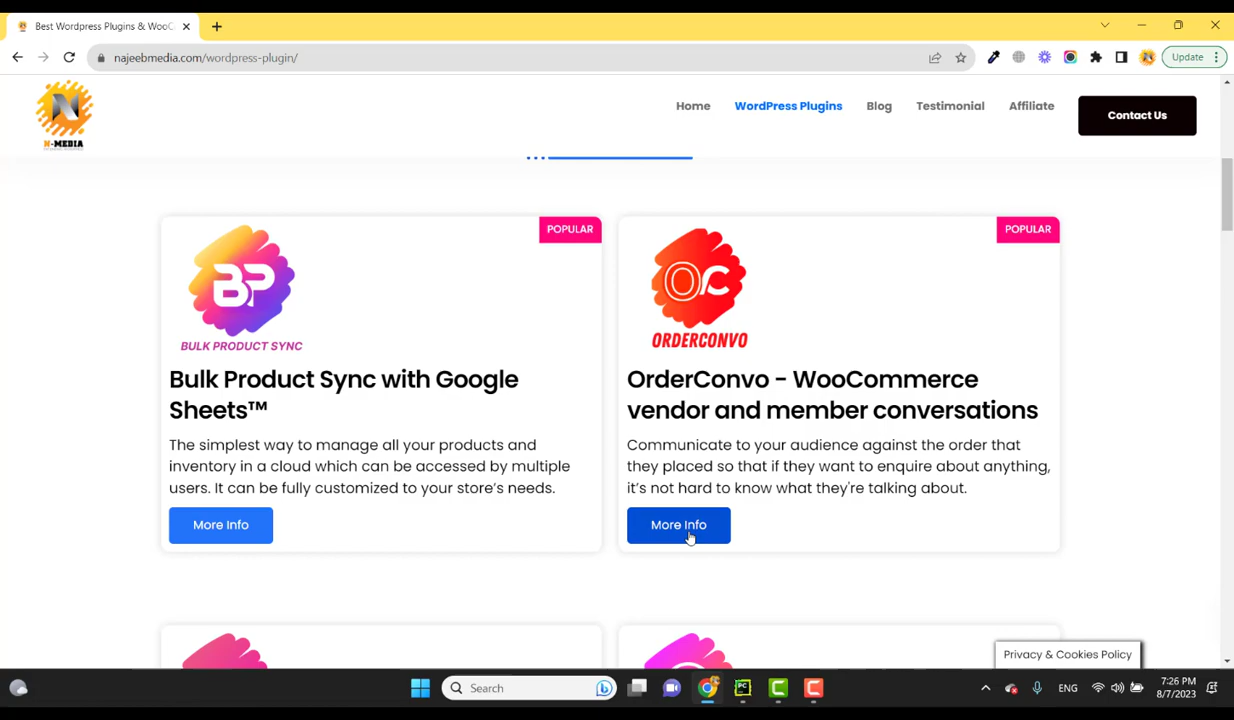 Best Wordpress Plugins & WooC
najeebmedia.com/wordpress-plugin/
Update
N-MEDIA
Home
WordPress Plugins
Blog
Testimonial
Affiliate
Contact Us
POPULAR
BP
BULK PRODUCT SYNC
Bulk Product Sync with Google
Sheets™
The simplest way to manage all your products and
inventory in a cloud which can be accessed by multiple
users. It can be fully customized to your store's needs.
More Info
POPULAR
OC
ORDERCONVO
OrderConvo - WooCommerce
vendor and member conversations
Communicate to your audience against the order that
they placed so that if they want to enquire about anything,
it's not hard to know what they're talking about.
More Info
Privacy & Cookies Policy
Search
PC
ENG
7:26 PM
8/7/2023